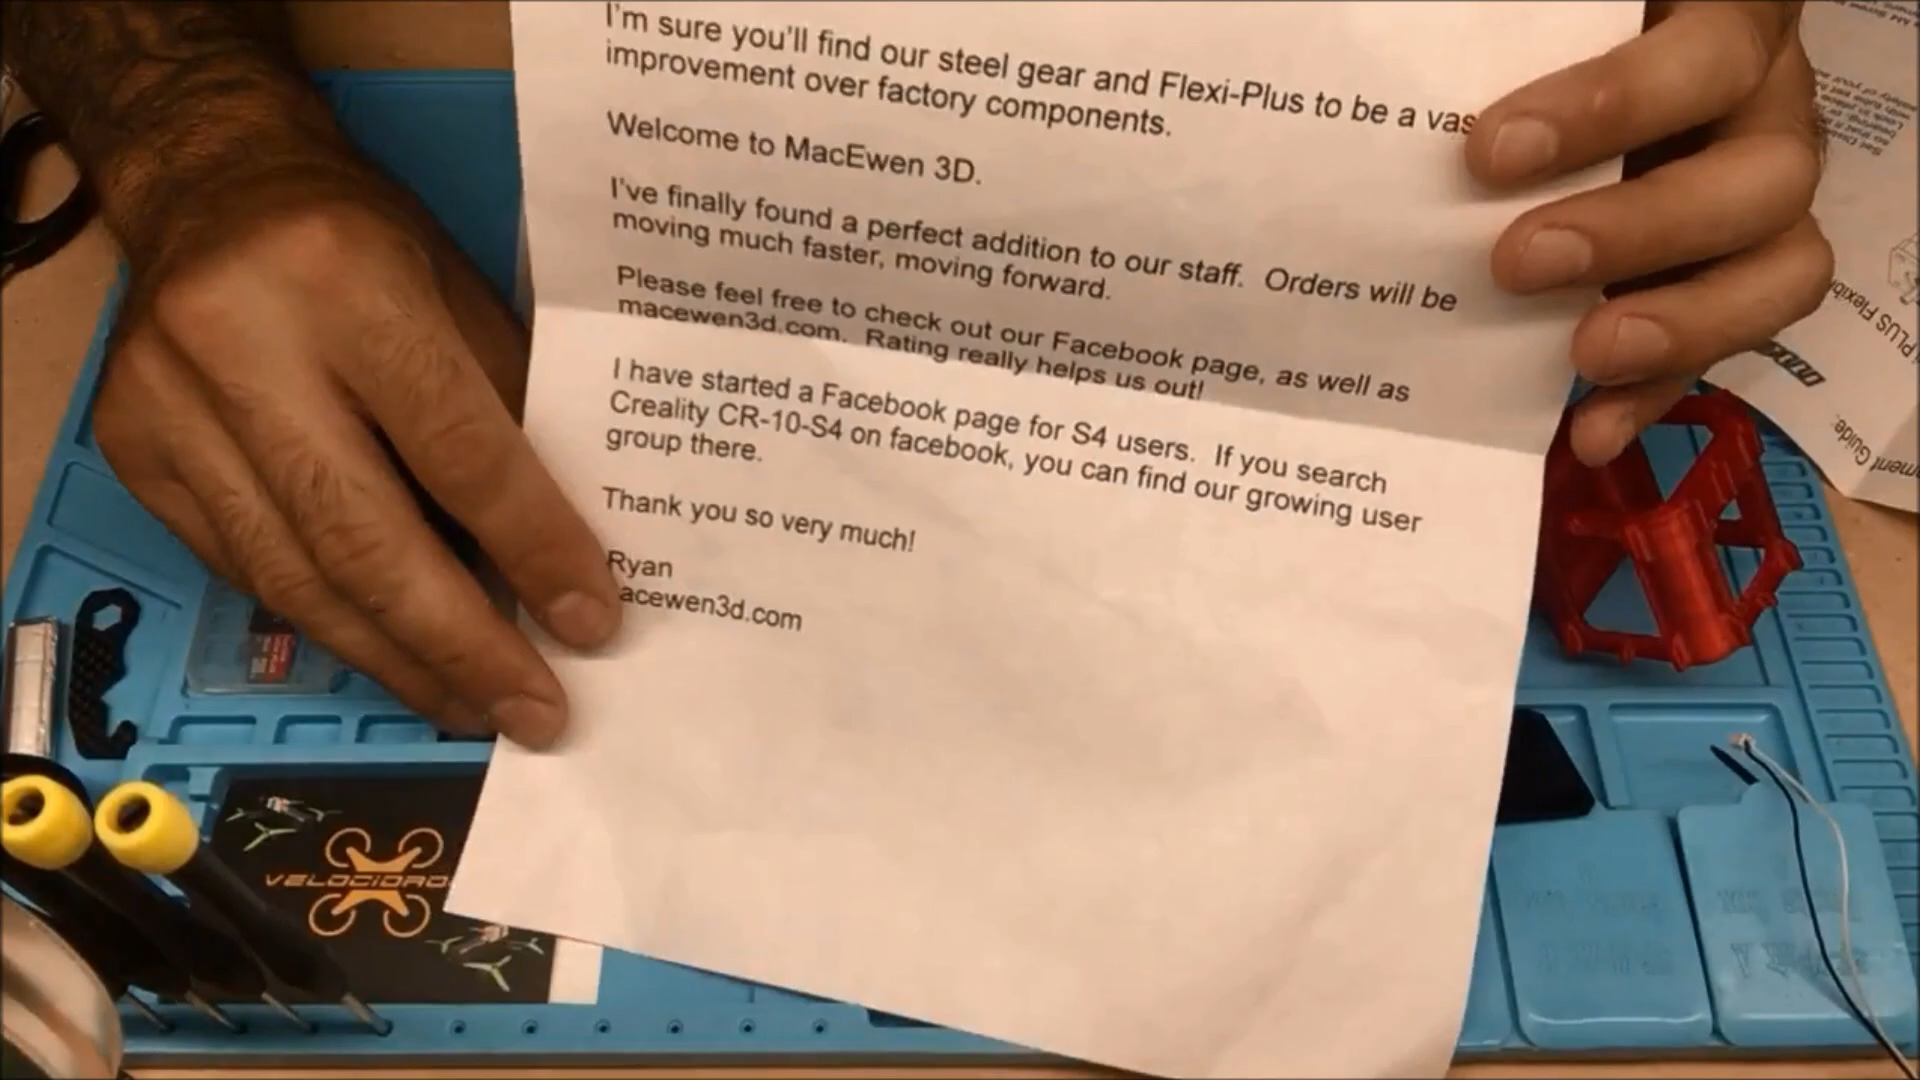 I'm sure you'll find our steel gear and Flexi-Plus to be a vas
improvement over factory components.
Welcome to MacEwen 3D.
I've finally found a perfect addition to our staff. Orders will be
moving much faster, moving forward.
Please feel free to check out our Facebook page, as well as
macewen3d.com. Rating really helps us out!
I have started a Facebook page for S4 users. If you search
Creality CR-10-S4 on facebook, you can find our growing user
group there.
Thank you so very much!
Ryan
acewen3d.com
VELOCIDRO
PLUS Flexib
ment Guide: